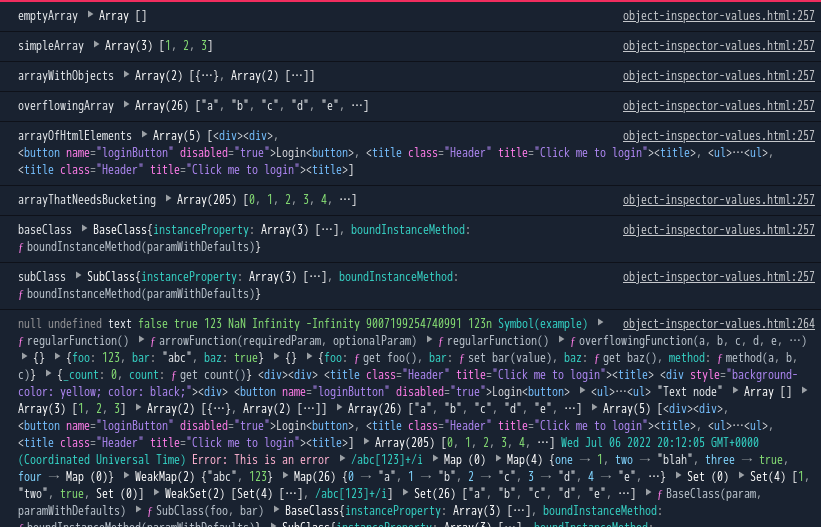 emptyArray ▶ Array [] object-inspector-values.html:257
simpleArray ▶ Array(3) [1, 2, 3] object-inspector-values.html:257
arrayWithObjects ▶ Array(2) [{…}, Array(2) […]] object-inspector-values.html:257
overflowingArray ▶ Array(26) ["a", "b", "c", "d", "e", …] object-inspector-values.html:257
arrayOfHtmlElements ▶ Array(5) [<div><div>, object-inspector-values.html:257
<button name="loginButton" disabled="true">Login<button>, <title class="Header" title="Click me to login"><title>, <ul>…<ul>,
<title class="Header" title="Click me to login"><title>]
arrayThatNeedsBucketing ▶ Array(205) [0, 1, 2, 3, 4, …] object-inspector-values.html:257
baseClass ▶ BaseClass{instanceProperty: Array(3) […], boundInstanceMethod: object-inspector-values.html:257
ƒ boundInstanceMethod(paramWithDefaults)}
subClass ▶ SubClass{instanceProperty: Array(3) […], boundInstanceMethod: object-inspector-values.html:257
ƒ boundInstanceMethod(paramWithDefaults)}
null undefined text false true 123 NaN Infinity -Infinity 9007199254740991 123n Symbol(example) ▶ object-inspector-values.html:264
ƒ regularFunction() ▶ ƒ arrowFunction(requiredParam, optionalParam) ▶ ƒ regularFunction() ▶ ƒ overflowingFunction(a, b, c, d, e, …)
▶ {} ▶ {foo: 123, bar: "abc", baz: true} ▶ {} ▶ {foo: ƒ get foo(), bar: ƒ set bar(value), baz: ƒ get baz(), method: ƒ method(a, b,
c)} ▶ {_count: 0, count: ƒ get count()} <div><div> <title class="Header" title="Click me to login"><title> <div style="background-
color: yellow; color: black;"><div> <button name="loginButton" disabled="true">Login<button> ▶ <ul>…<ul> "Text node" ▶ Array [] ▶
Array(3) [1, 2, 3] ▶ Array(2) [{…}, Array(2) […]] ▶ Array(26) ["a", "b", "c", "d", "e", …] ▶ Array(5) [<div><div>,
<button name="loginButton" disabled="true">Login<button>, <title class="Header" title="Click me to login"><title>, <ul>…<ul>,
<title class="Header" title="Click me to login"><title>] ▶ Array(205) [0, 1, 2, 3, 4, …] Wed Jul 06 2022 20:12:05 GMT+0000
(Coordinated Universal Time) Error: This is an error ▶ /abc[123]+/i ▶ Map (0) ▶ Map(4) {one → 1, two → "blah", three → true,
four → Map (0)} ▶ WeakMap(2) {"abc", 123} ▶ Map(26) {0 → "a", 1 → "b", 2 → "c", 3 → "d", 4 → "e", …} ▶ Set (0) ▶ Set(4) [1,
"two", true, Set (0)] ▶ WeakSet(2) [Set(4) […], /abc[123]+/i] ▶ Set(26) ["a", "b", "c", "d", "e", …] ▶ ƒ BaseClass(param,
paramWithDefaults) ▶ ƒ SubClass(foo, bar) ▶ BaseClass{instanceProperty: Array(3) […], boundInstanceMethod:
ƒ boundInstanceMethod(paramWithDefaults)} ▶ SubClass{instanceProperty: Array(3) […], boundInstanceMethod: